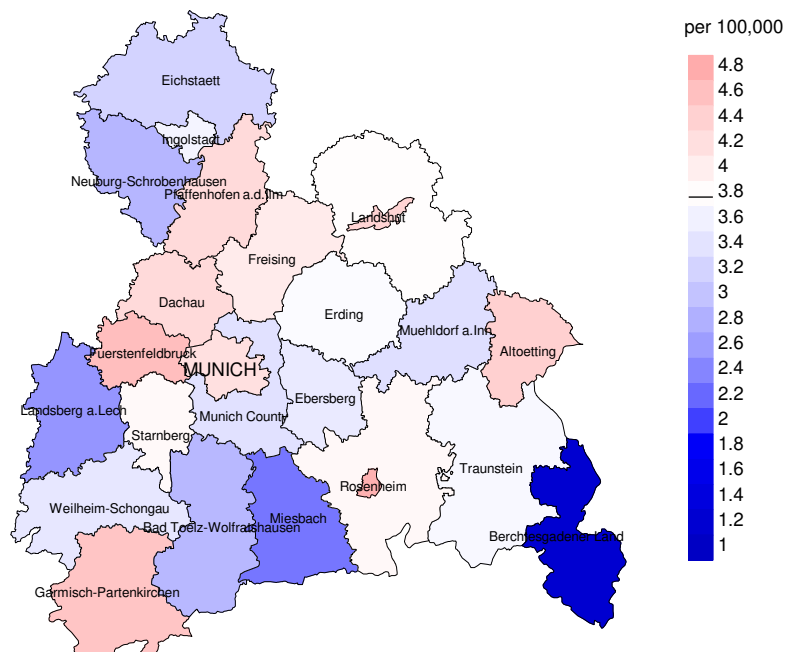 per 100,000
4.8
4.6
4.4
4.2
4
3.8
3.6
3.4
3.2
3
2.8
2.6
2.4
2.2
2
1.8
1.6
1.4
1.2
1
Eichstaett
Ingolstadt
Neuburg-Schrobenhausen
Pfaffenhofen a.d.Ilm
Landshut
Freising
Dachau
Erding
Muehldorf a.Inn
Altoetting
Fuerstenfeldbruck
MUNICH
Ebersberg
Landsberg a.Lech
Munich County
Starnberg
Traunstein
Rosenheim
Weilheim-Schongau
Miesbach
Bad Toelz-Wolfratshausen
Berchtesgadener Land
Garmisch-Partenkirchen